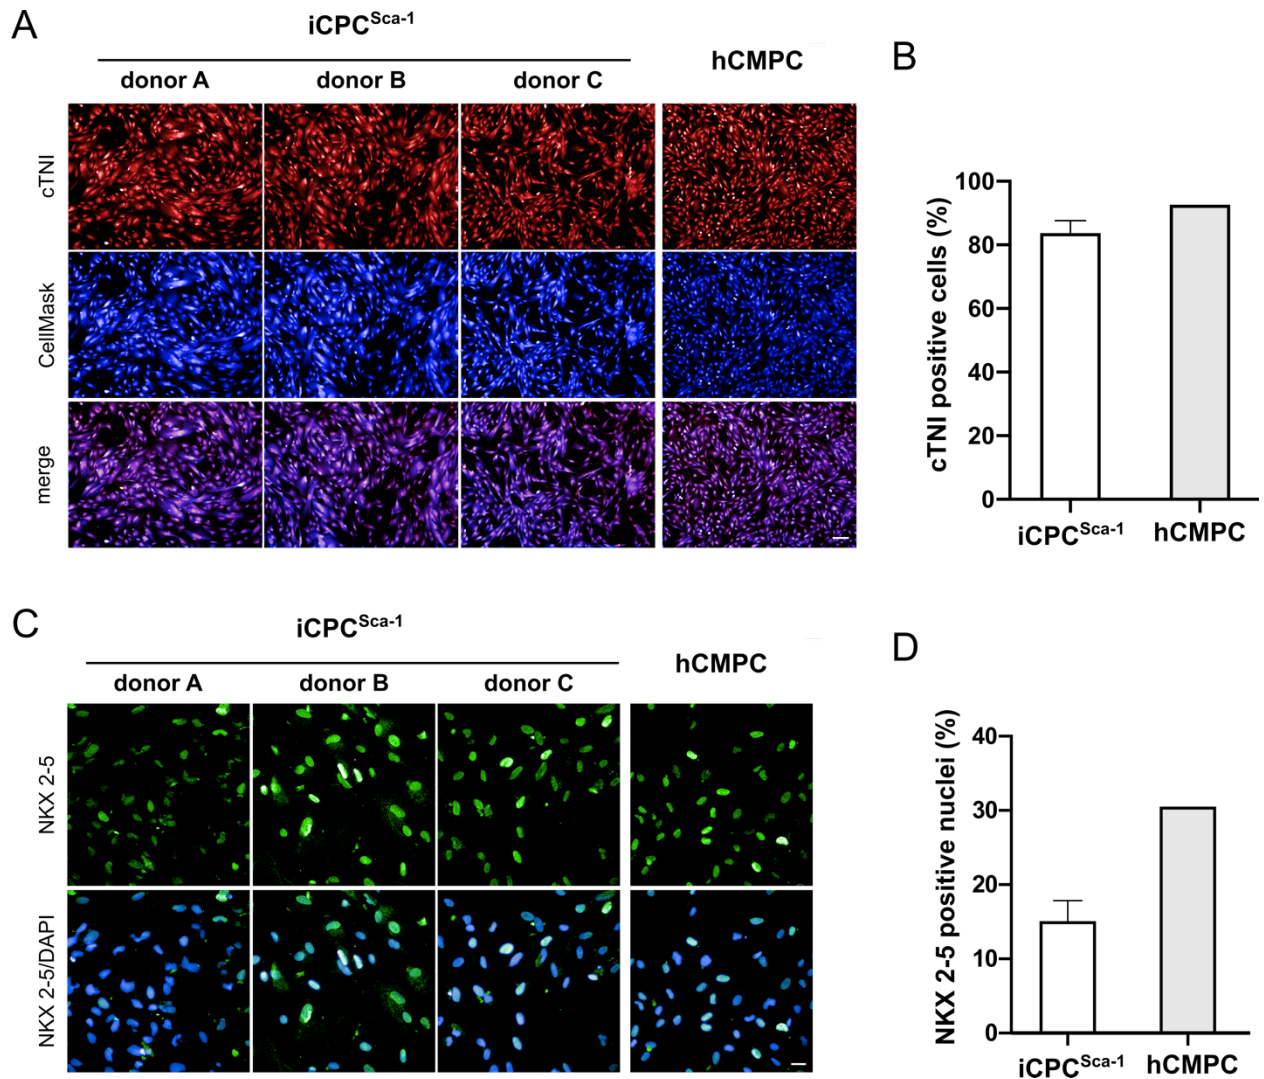 A
iCPC^Sca-1
donor A donor B donor C
hCMPC
cTNI
CellMask
merge
B
cTNI positive cells (%)
100
80
60
40
20
0
iCPC^Sca-1 hCMPC
C
iCPC^Sca-1
donor A donor B donor C
hCMPC
NKX 2-5
NKX 2-5/DAPI
D
NKX 2-5 positive nuclei (%)
40
30
20
10
0
iCPC^Sca-1 hCMPC